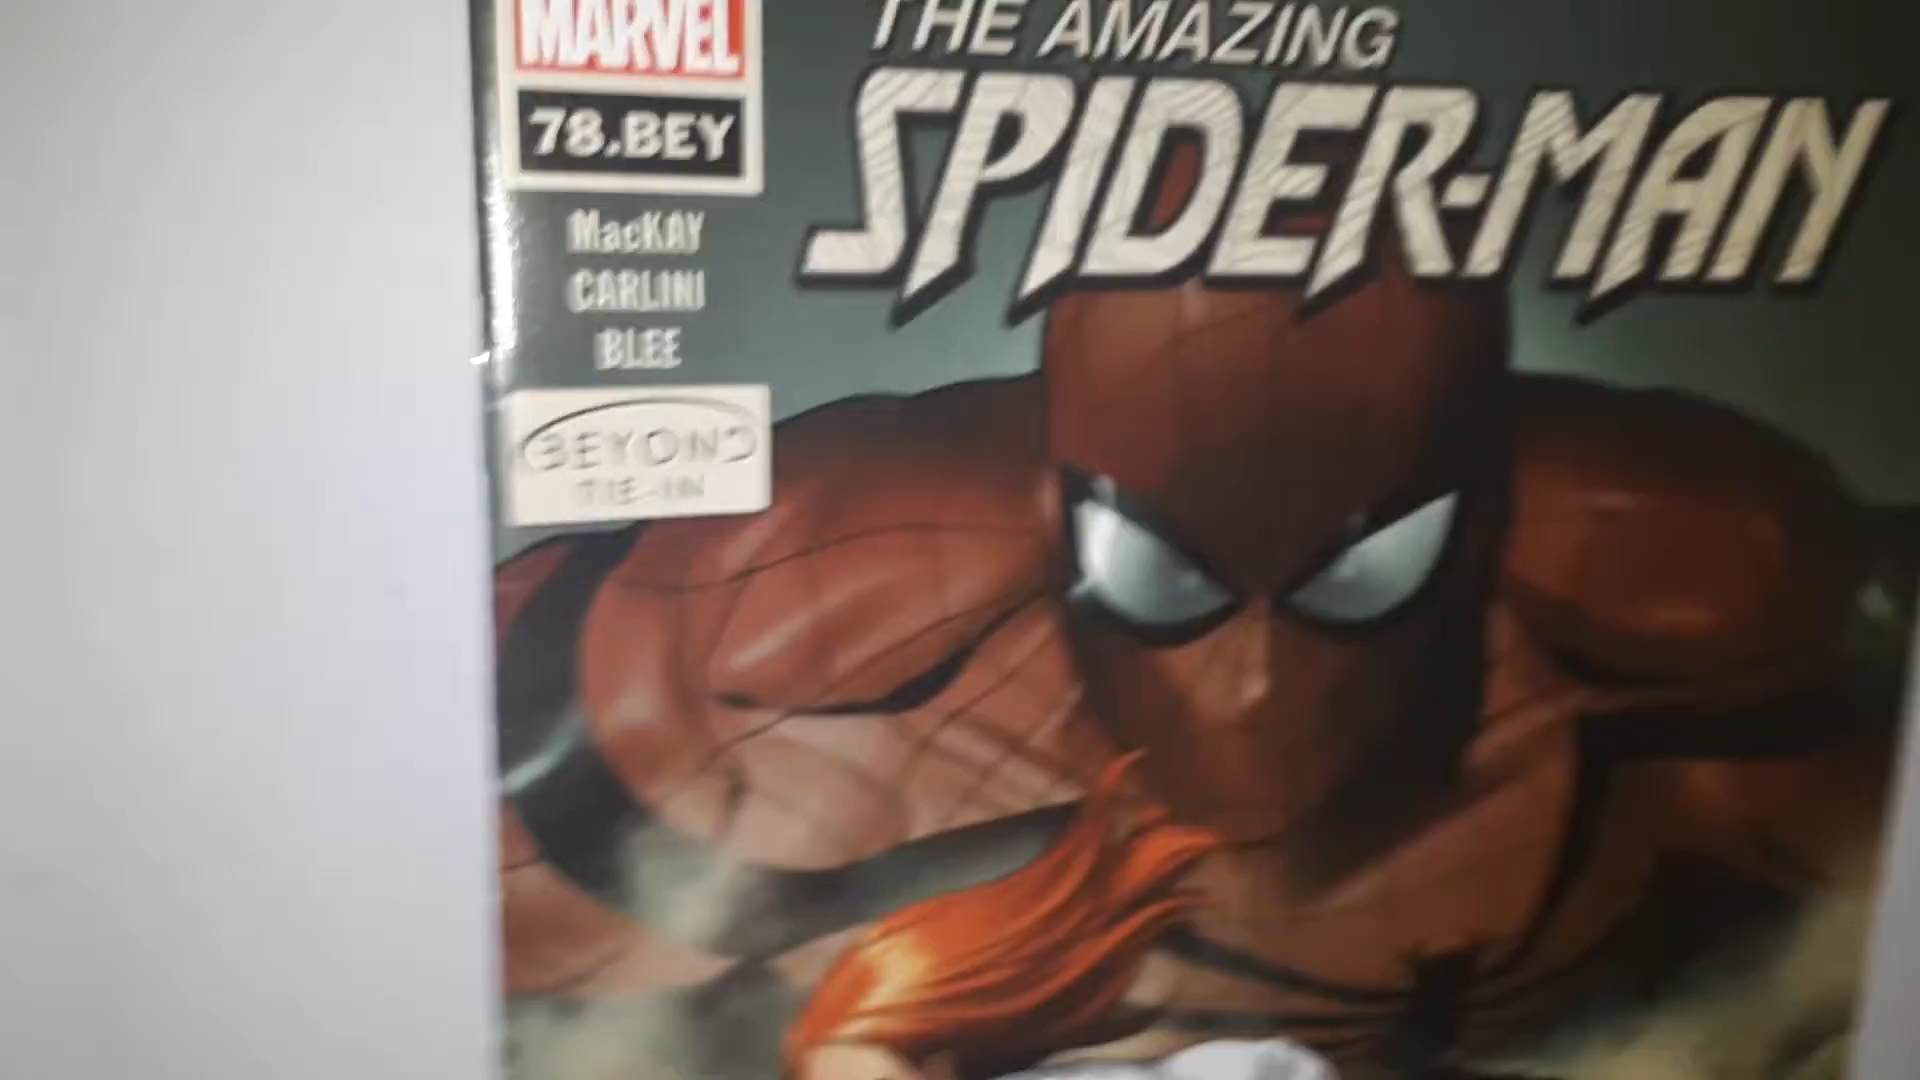 MARVEL
78.BEY
MacKAY
CARLINI
BLEE
BEYOND
TIE-IN
THE AMAZING
SPIDER-MAN